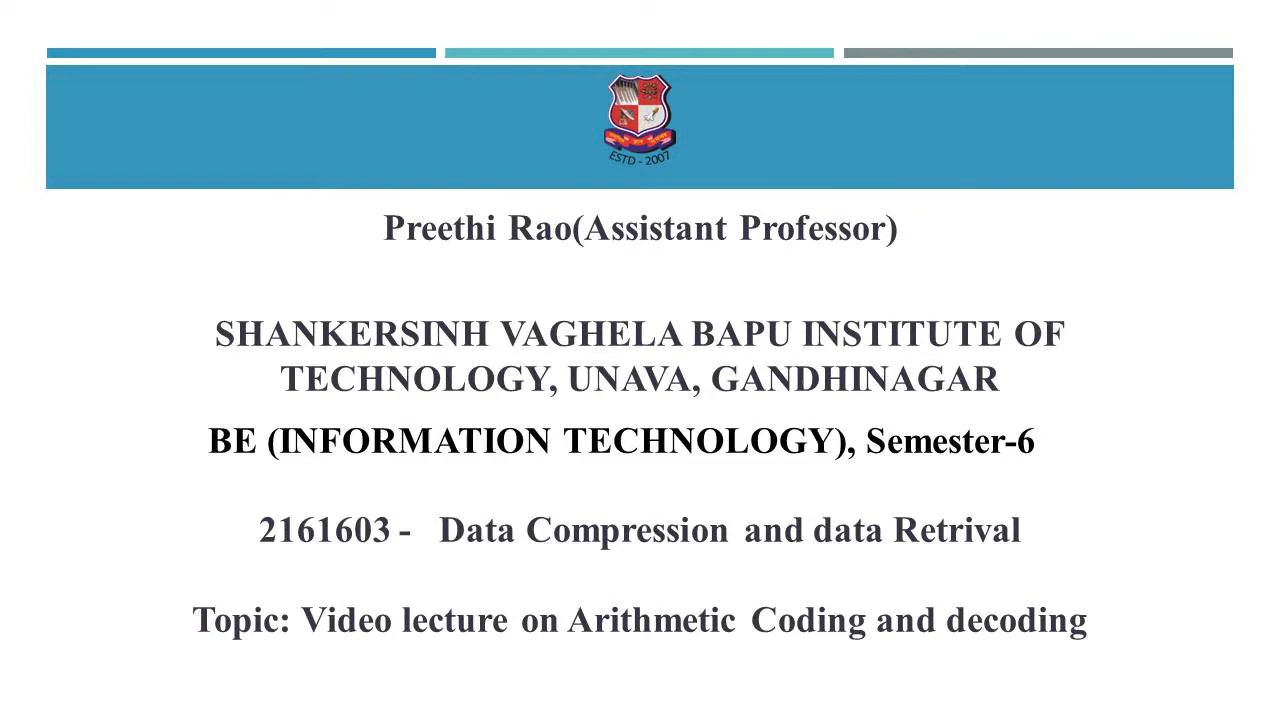 ESTD - 2007
Preethi Rao(Assistant Professor)
SHANKERSINH VAGHELA BAPU INSTITUTE OF
TECHNOLOGY, UNAVA, GANDHINAGAR
BE (INFORMATION TECHNOLOGY), Semester-6
2161603 - Data Compression and data Retrival
Topic: Video lecture on Arithmetic Coding and decoding